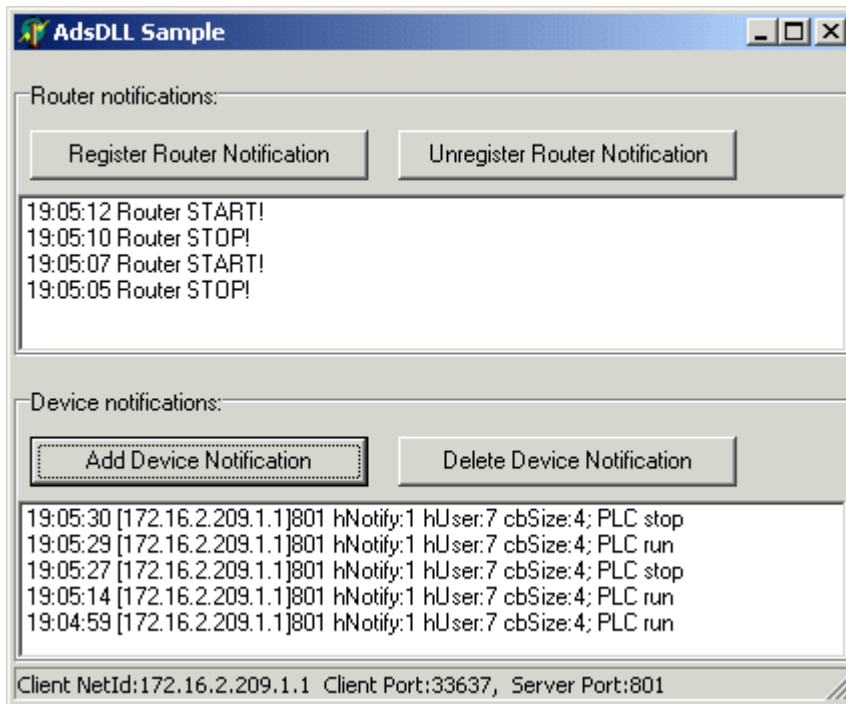 AdsDLL Sample
Router notifications:
Register Router Notification
Unregister Router Notification
19:05:12 Router START!
19:05:10 Router STOP!
19:05:07 Router START!
19:05:05 Router STOP!
Device notifications:
Add Device Notification
Delete Device Notification
19:05:30 [172.16.2.209.1.1]801 hNotify:1 hUser:7 cbSize:4; PLC stop
19:05:29 [172.16.2.209.1.1]801 hNotify:1 hUser:7 cbSize:4; PLC run
19:05:27 [172.16.2.209.1.1]801 hNotify:1 hUser:7 cbSize:4; PLC stop
19:05:14 [172.16.2.209.1.1]801 hNotify:1 hUser:7 cbSize:4; PLC run
19:04:59 [172.16.2.209.1.1]801 hNotify:1 hUser:7 cbSize:4; PLC run
Client NetId:172.16.2.209.1.1 Client Port:33637, Server Port:801